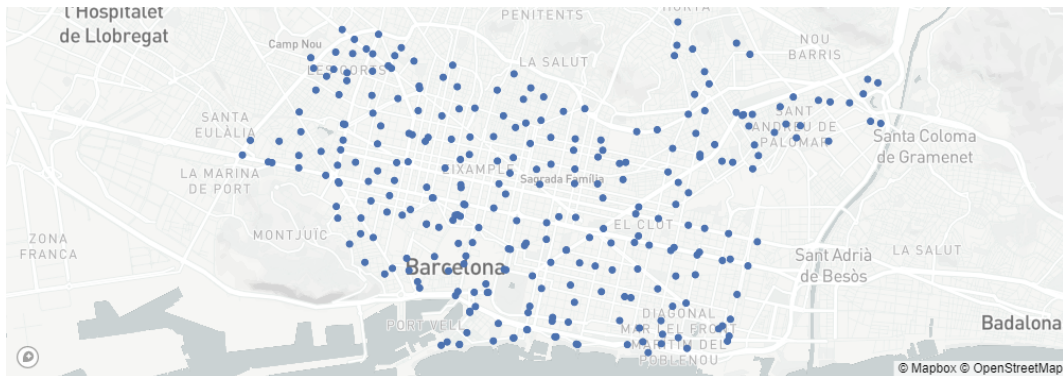 l'Hospitalet
de Llobregat
PENITENTS
HORTA
NOU
BARRIS
Camp Nou
LES CORTS
LA SALUT
SANTA
EULÀLIA
SANT
ANDREU DE
PALOMAR
Santa Coloma
de Gramenet
LA MARINA
DE PORT
EIXAMPLE
Sagrada Família
ZONA
FRANCA
MONTJUÏC
EL CLOT
Sant Adrià
de Besòs
LA SALUT
Barcelona
PORT VELL
DIAGONAL
MAR I EL FRONT
MARÍTIM DEL
POBLENOU
Badalona
© Mapbox © OpenStreetMap